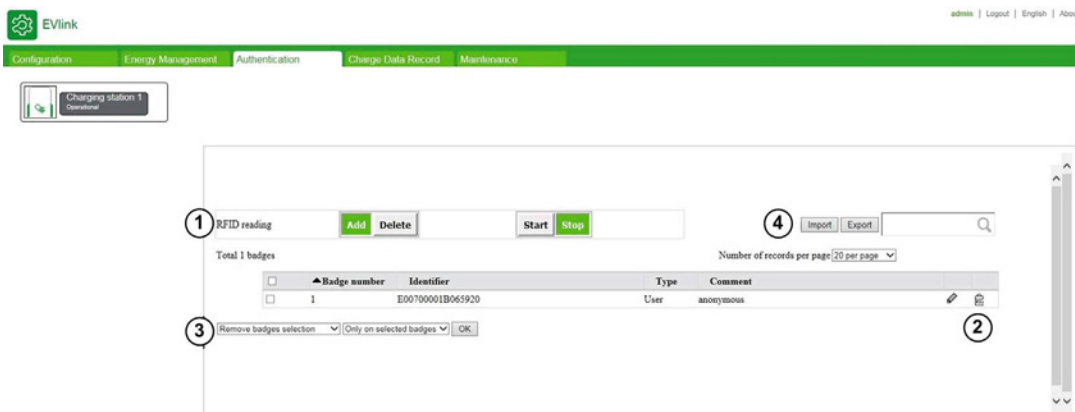 admin | Logout | English | Abou
EVlink
Configuration Energy Management Authentication Charge Data Record Maintenance
Charging station 1
Operational
1 RFID reading Add Delete Start Stop 4 Import Export
Total 1 badges Number of records per page 20 per page
Badge number Identifier Type Comment
1 E00700001B065920 User anonymous
3 Remove badges selection Only on selected badges OK 2